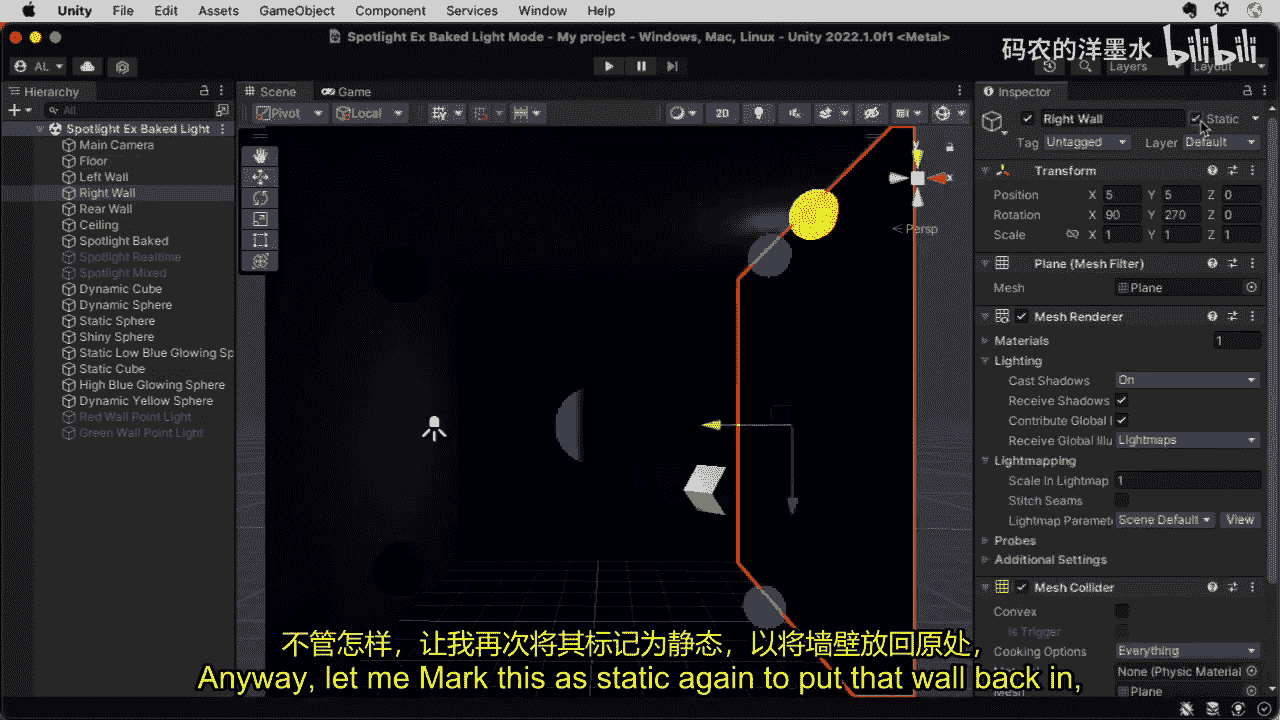 Unity File Edit Assets GameObject Component Services Window Help
Spotlight Ex Baked Light Mode - My project - Windows, Mac, Linux - Unity 2022.1.0f1 <Metal>
码农的洋墨水 bilibili
AL Layers Layout
Hierarchy Scene Game Inspector
All Pivot Local 2D
Spotlight Ex Baked Light
Main Camera
Floor
Left Wall
Right Wall
Rear Wall
Ceiling
Spotlight Baked
Spotlight Realtime
Spotlight Mixed
Dynamic Cube
Dynamic Sphere
Static Sphere
Shiny Sphere
Static Low Blue Glowing Sp
Static Cube
High Blue Glowing Sphere
Dynamic Yellow Sphere
Red Wall Point Light
Green Wall Point Light
y
x
< Persp
Right Wall Static
Tag Untagged Layer Default
Transform
Position X 5 Y 5 Z 0
Rotation X 90 Y 270 Z 0
Scale X 1 Y 1 Z 1
Plane (Mesh Filter)
Mesh Plane
Mesh Renderer
Materials 1
Lighting
Cast Shadows On
Receive Shadows
Contribute Global I
Receive Global Illu Lightmaps
Lightmapping
Scale In Lightmap 1
Stitch Seams
Lightmap Paramet Scene Default View
Probes
Additional Settings
Mesh Collider
Convex
Is Trigger
Cooking Options Everything
None (Physic Material
Mesh Plane
不管怎样，让我再次将其标记为静态，以将墙壁放回原处，
Anyway, let me Mark this as static again to put that wall back in,